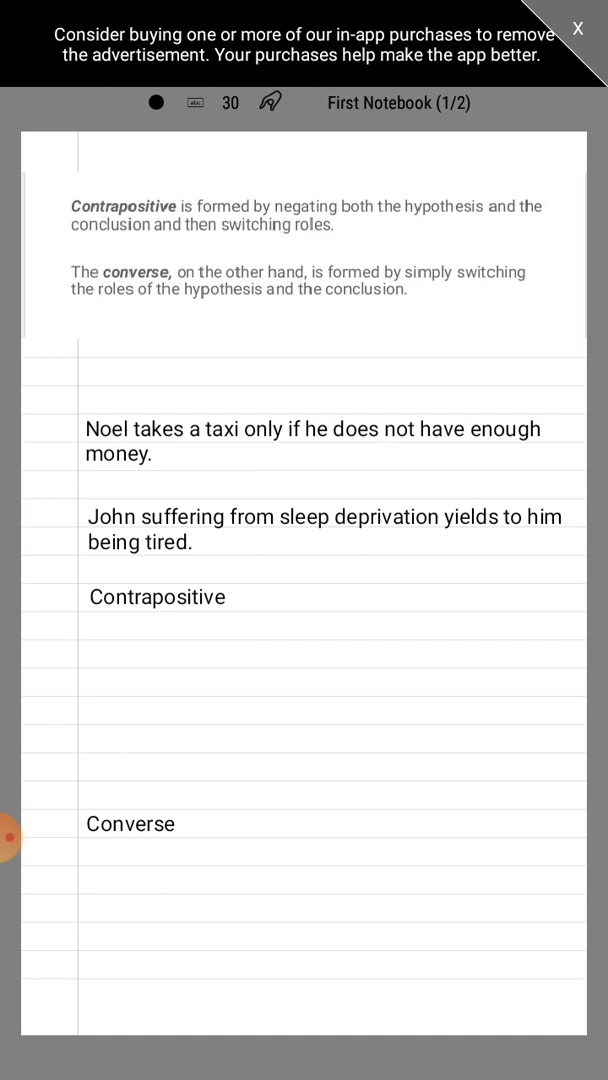 Consider buying one or more of our in-app purchases to remove
the advertisement. Your purchases help make the app better.
X
abc 30 First Notebook (1/2)
Contrapositive is formed by negating both the hypothesis and the
conclusion and then switching roles.
The converse, on the other hand, is formed by simply switching
the roles of the hypothesis and the conclusion.
Noel takes a taxi only if he does not have enough
money.
John suffering from sleep deprivation yields to him
being tired.
Contrapositive
Converse